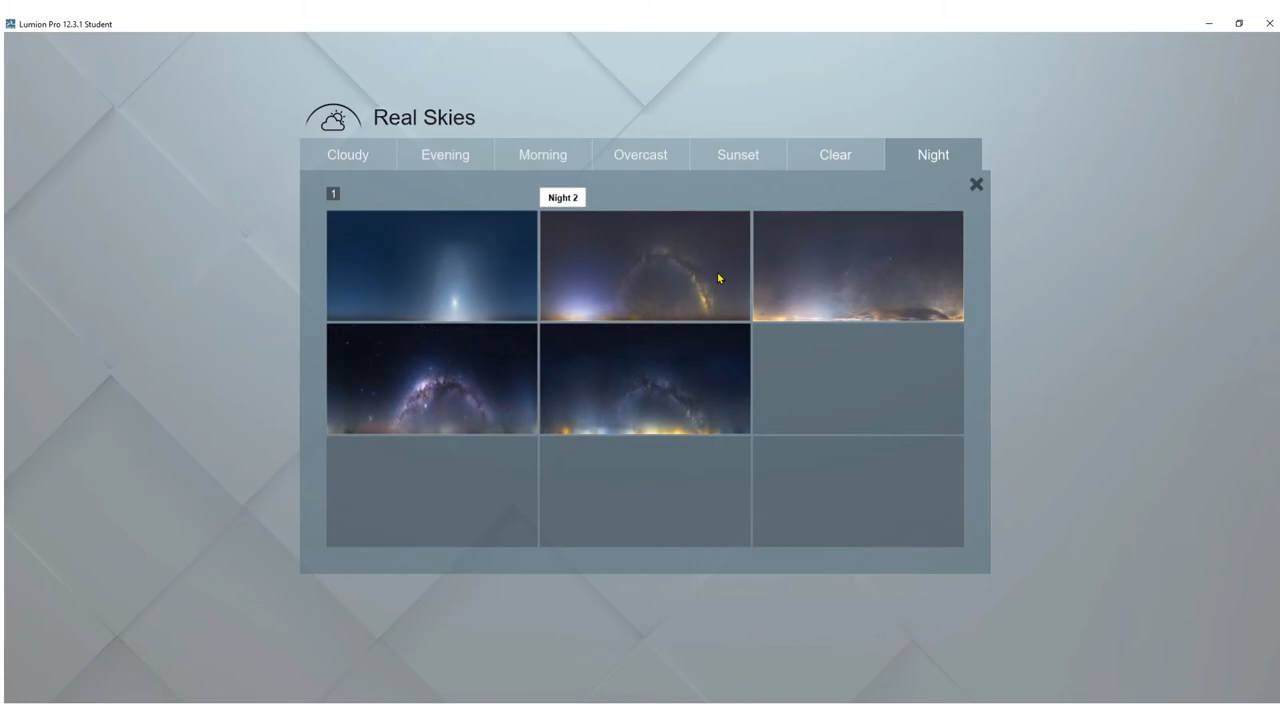 Lumion Pro 12.3.1 Student
Real Skies
Cloudy Evening Morning Overcast Sunset Clear Night
1
Night 2